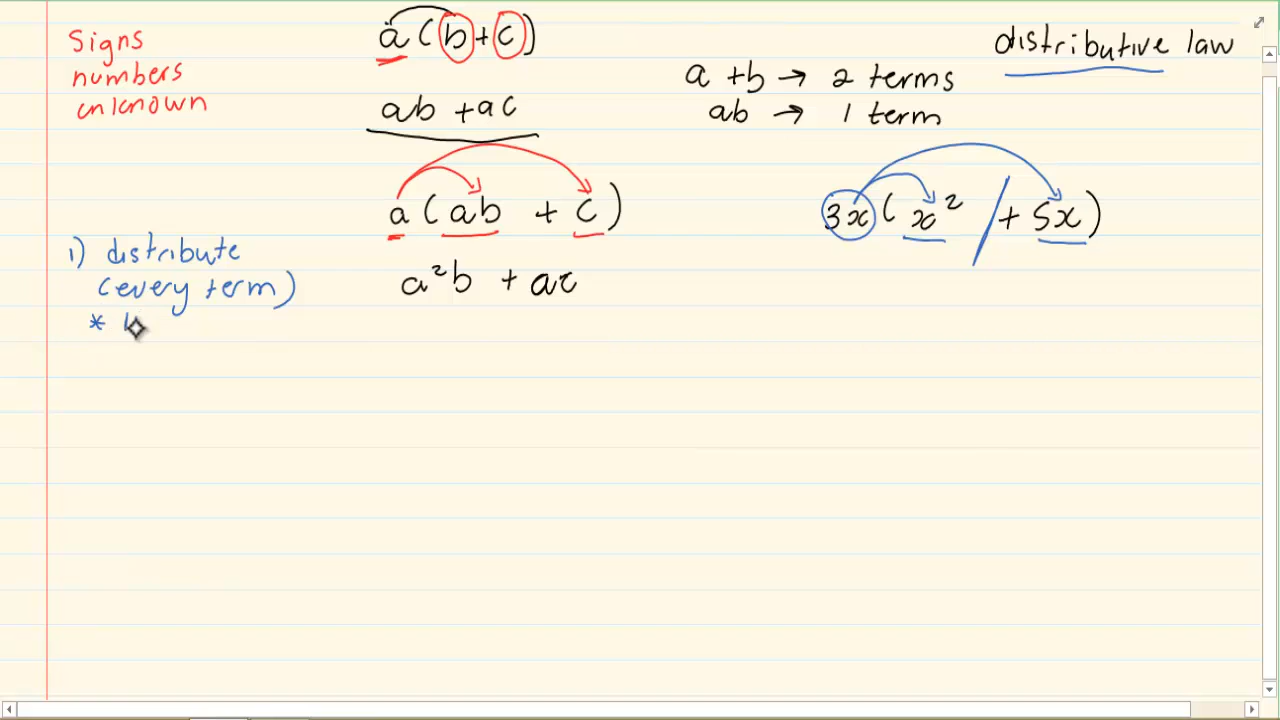 Signs
numbers
unknown
a(b+c)
ab +ac
distributive law
a +b → 2 terms
ab → 1 term
a(ab + c)
a²b + ac
3x(x² / + 5x)
1) distribute
(every term)
*